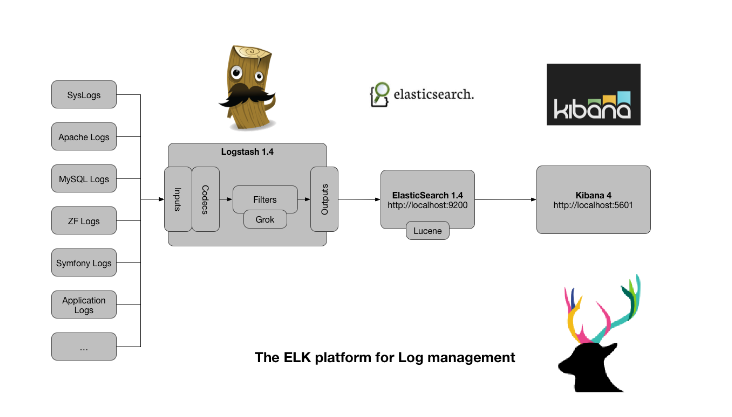 elasticsearch.
kibana
SysLogs
Apache Logs
MySQL Logs
ZF Logs
Symfony Logs
Application
Logs
...
Logstash 1.4
Inputs
Codecs
Filters
Grok
Outputs
ElasticSearch 1.4
http://localhost:9200
Lucene
Kibana 4
http://localhost:5601
The ELK platform for Log management